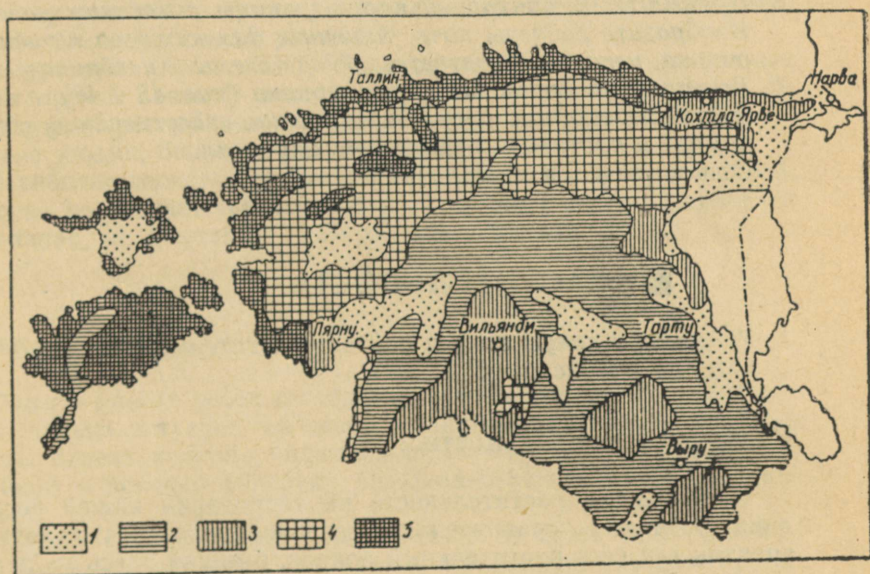 Таллин
Нарва
Кохтла-Ярве
Пярну
Вильянди
Тарту
Выру
1 2 3 4 5